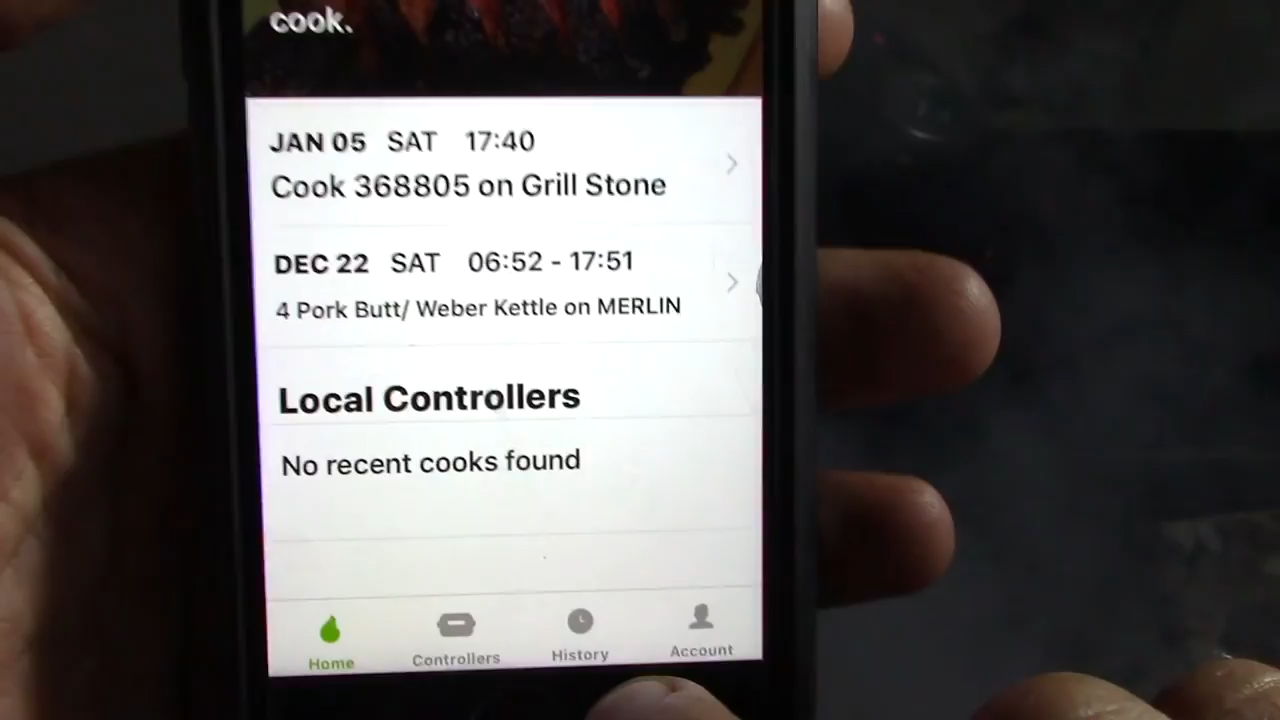 cook.
JAN 05 SAT 17:40
Cook 368805 on Grill Stone
DEC 22 SAT 06:52 - 17:51
4 Pork Butt/ Weber Kettle on MERLIN
Local Controllers
No recent cooks found
Home Controllers History Account